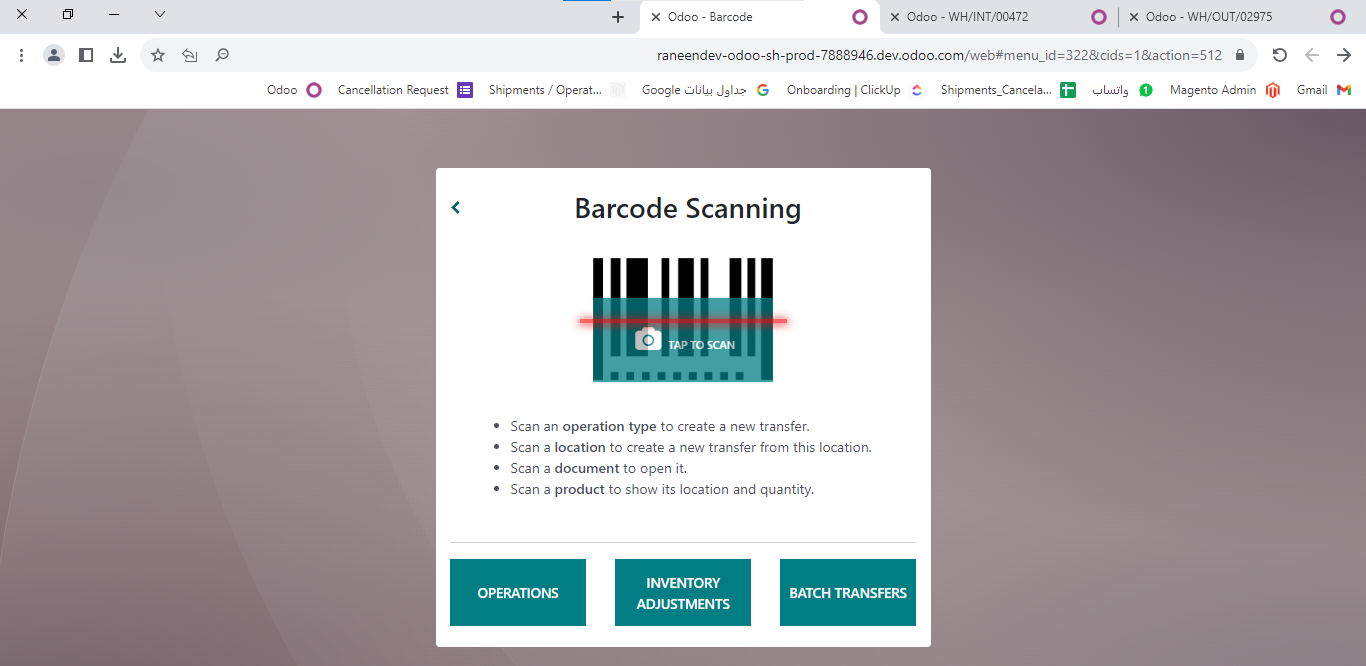 Odoo - Barcode
Odoo - WH/INT/00472
Odoo - WH/OUT/02975
raneendev-odoo-sh-prod-7888946.dev.odoo.com/web#menu_id=322&cids=1&action=512
Odoo
Cancellation Request
Shipments / Operat...
جداول بيانات Google
Onboarding | ClickUp
Shipments_Cancela...
واتساب
1
Magento Admin
Gmail
Barcode Scanning
TAP TO SCAN
Scan an operation type to create a new transfer.
Scan a location to create a new transfer from this location.
Scan a document to open it.
Scan a product to show its location and quantity.
OPERATIONS
INVENTORY
ADJUSTMENTS
BATCH TRANSFERS